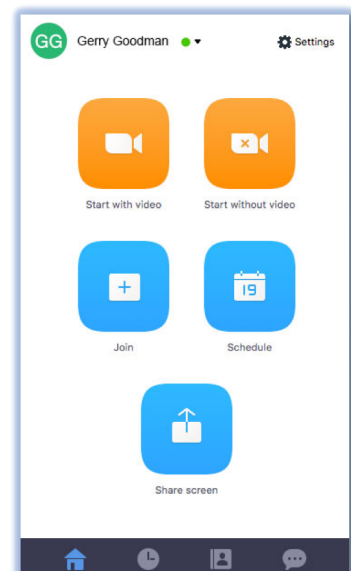 GG Gerry Goodman Settings
Start with video Start without video
19
Join Schedule
Share screen